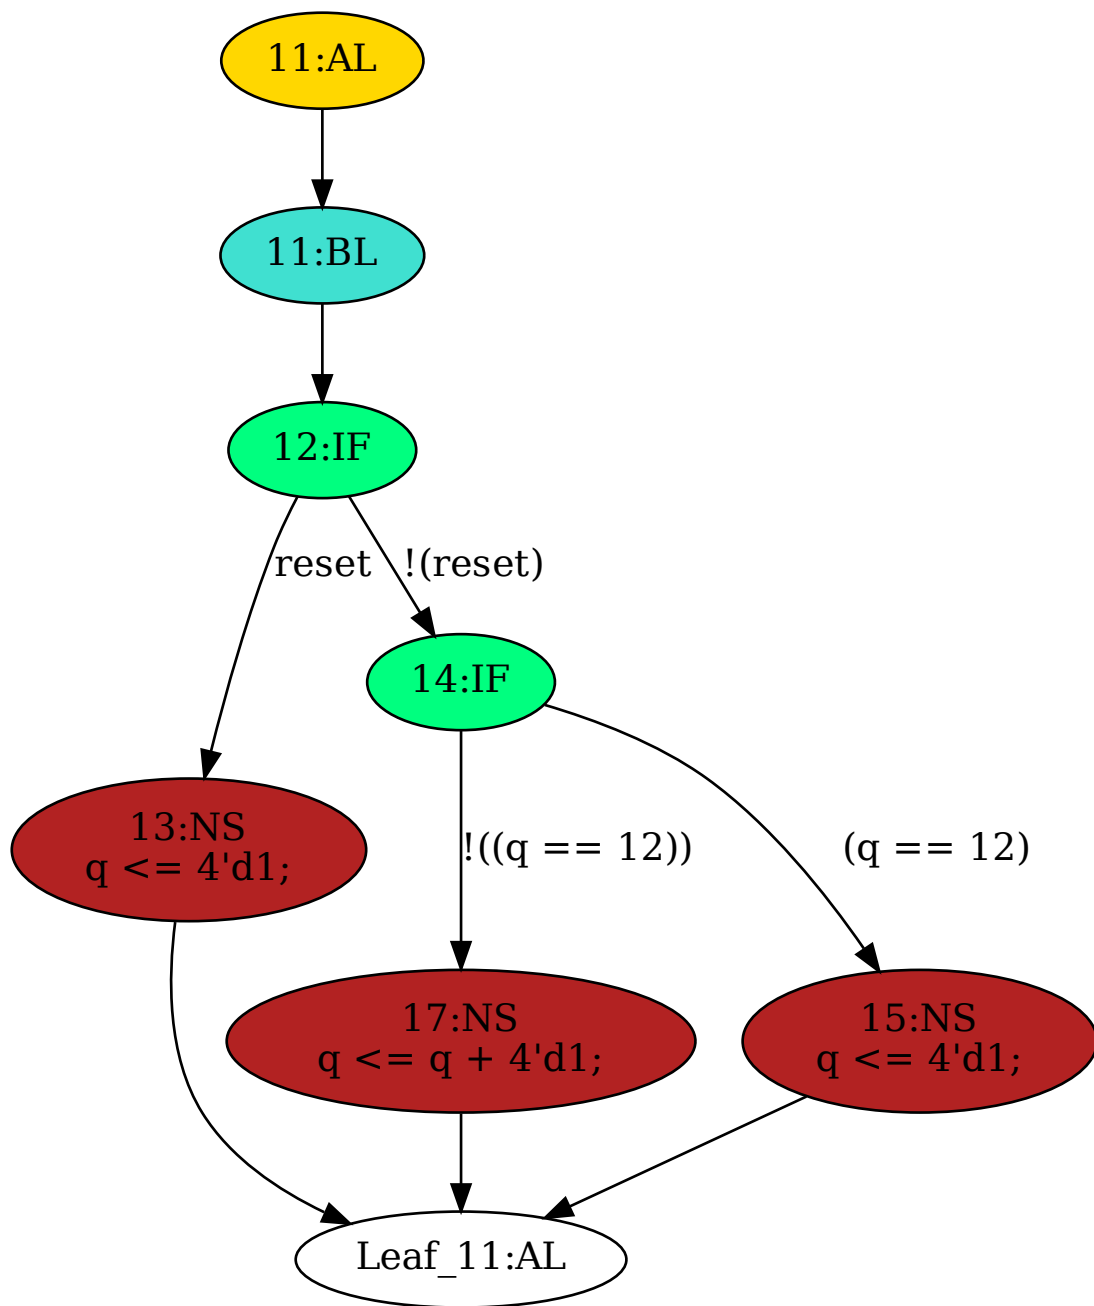 11:AL
11:BL
12:IF
reset
!(reset)
14:IF
13:NS
q <= 4'd1;
!((q == 12))
(q == 12)
17:NS
q <= q + 4'd1;
15:NS
q <= 4'd1;
Leaf_11:AL